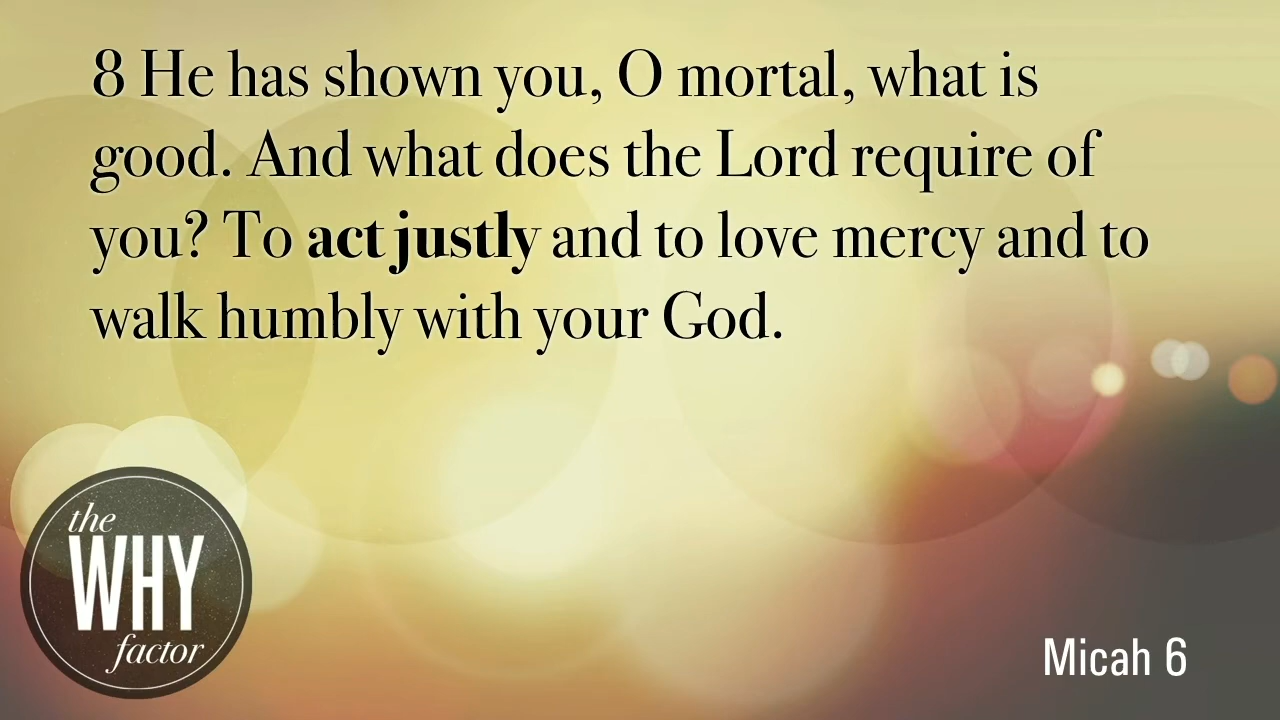 8 He has shown you, O mortal, what is
good. And what does the Lord require of
you? To act justly and to love mercy and to
walk humbly with your God.
the
WHY
factor
Micah 6